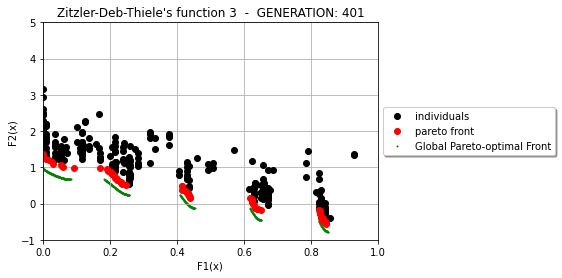 Zitzler-Deb-Thiele's function 3 - GENERATION: 401
5
4
3
2
1
0
-1
F2(x)
0.0 0.2 0.4 0.6 0.8 1.0
F1(x)
individuals
pareto front
Global Pareto-optimal Front